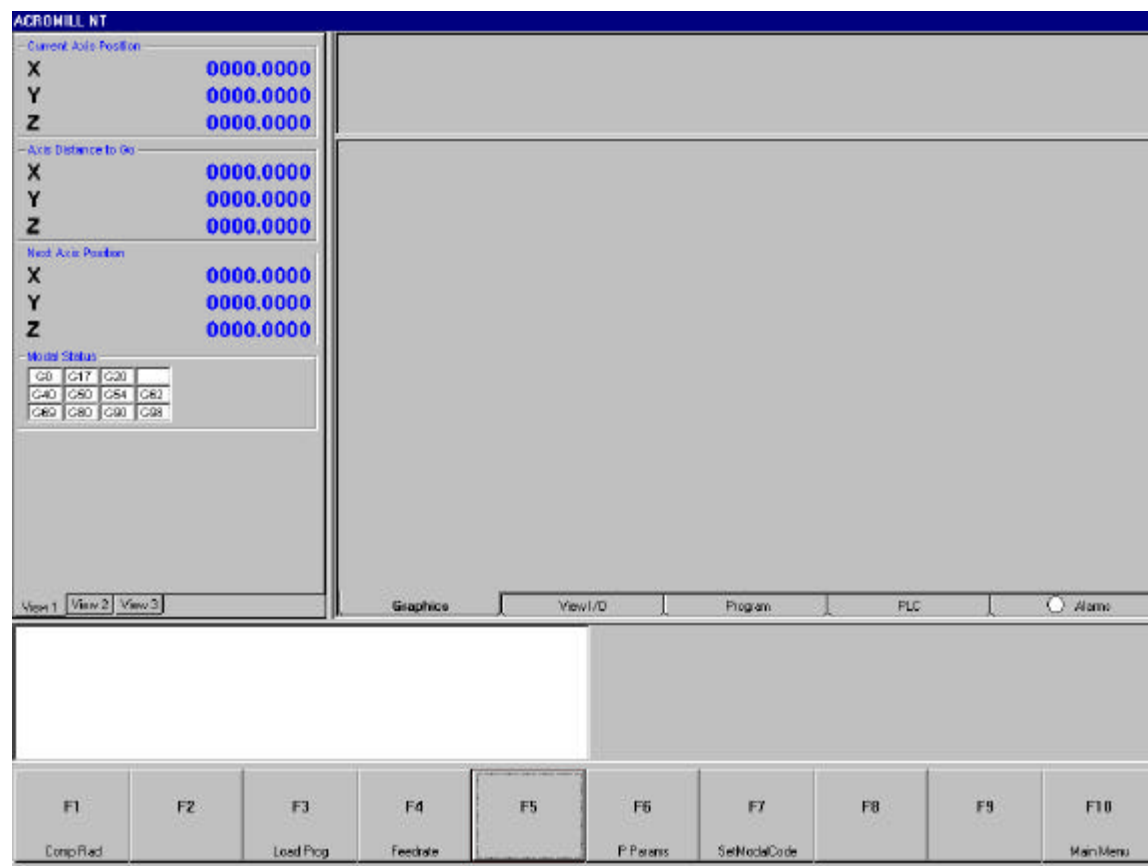 ACROMILL NT
Current Axis Position
X 0000.0000
Y 0000.0000
Z 0000.0000
Axis Distance to Go
X 0000.0000
Y 0000.0000
Z 0000.0000
Next Axis Position
X 0000.0000
Y 0000.0000
Z 0000.0000
Modal Status
G0 G17 G20
G40 G50 G54 G62
G69 G80 G90 G98
View 1 View 2 View 3
Graphics View I/O Program PLC Alarms
F1 F2 F3 F4 F5 F6 F7 F8 F9 F10
Comp Rad Load Prog Feedrate P Params SetModalCode Main Menu